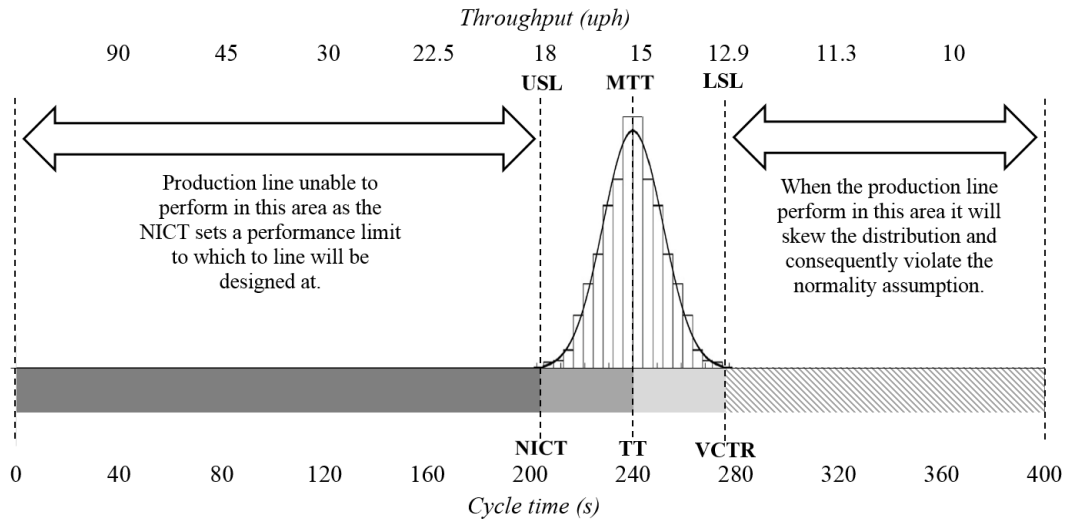 Throughput (uph)
90 45 30 22.5 18 15 12.9 11.3 10
USL MTT LSL
Production line unable to
perform in this area as the
NICT sets a performance limit
to which to line will be
designed at.
When the production line
perform in this area it will
skew the distribution and
consequently violate the
normality assumption.
NICT TT VCTR
0 40 80 120 160 200 240 280 320 360 400
Cycle time (s)